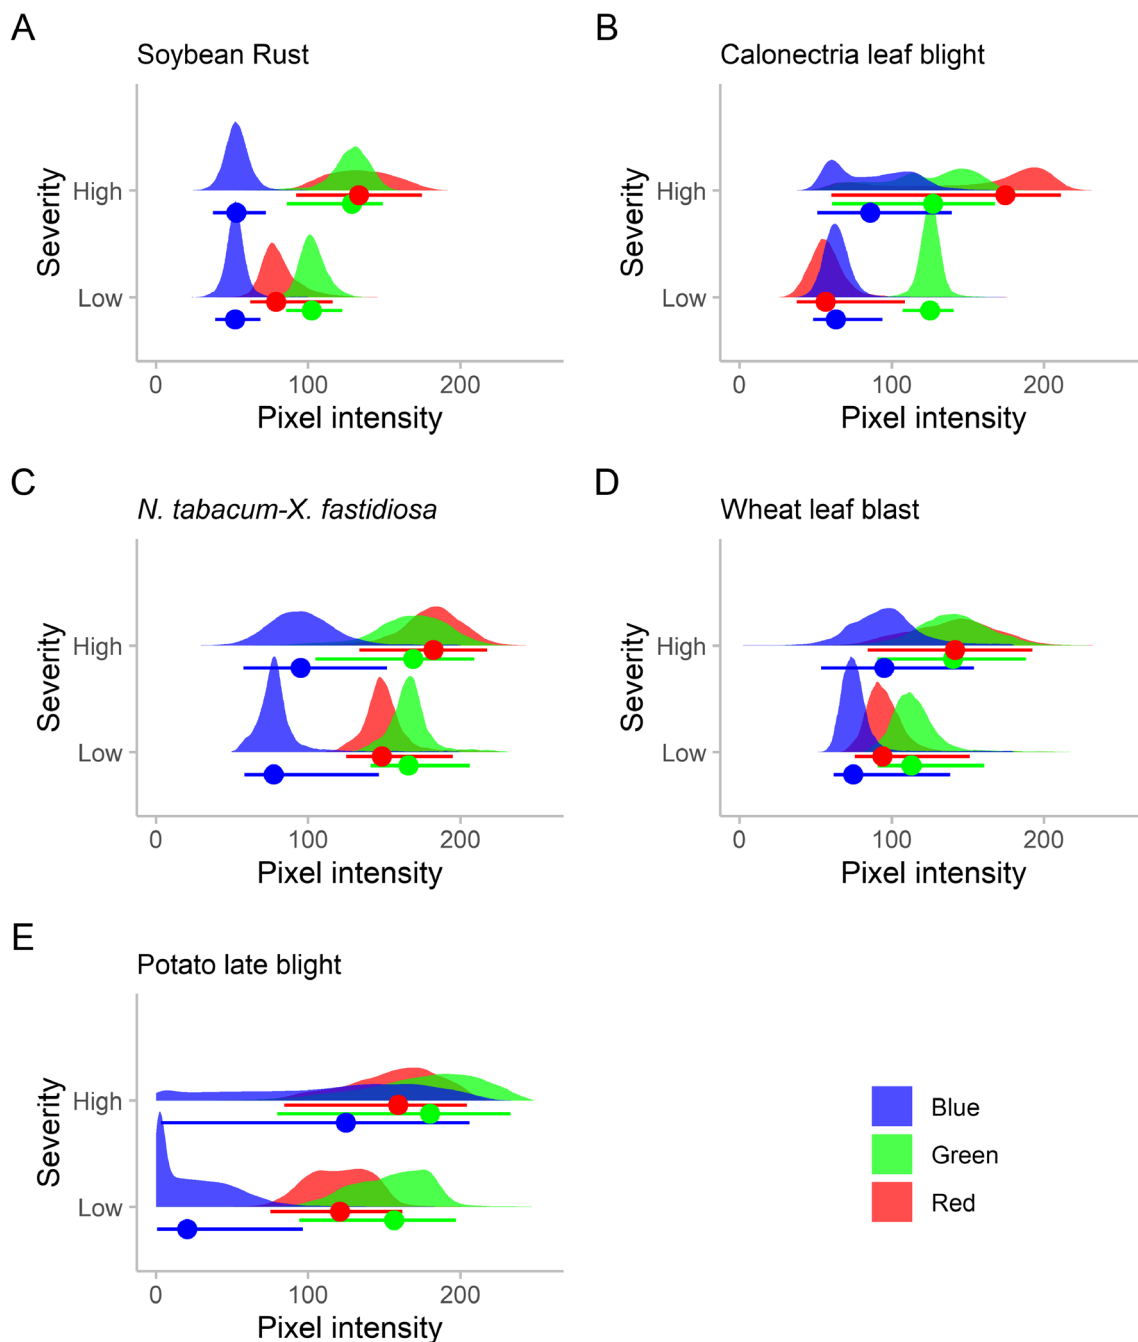 A
Soybean Rust
Severity
High
Low
0 100 200
Pixel intensity
B
Calonectria leaf blight
Severity
High
Low
0 100 200
Pixel intensity
C
N. tabacum-X. fastidiosa
Severity
High
Low
0 100 200
Pixel intensity
D
Wheat leaf blast
Severity
High
Low
0 100 200
Pixel intensity
E
Potato late blight
Severity
High
Low
0 100 200
Pixel intensity
Blue
Green
Red